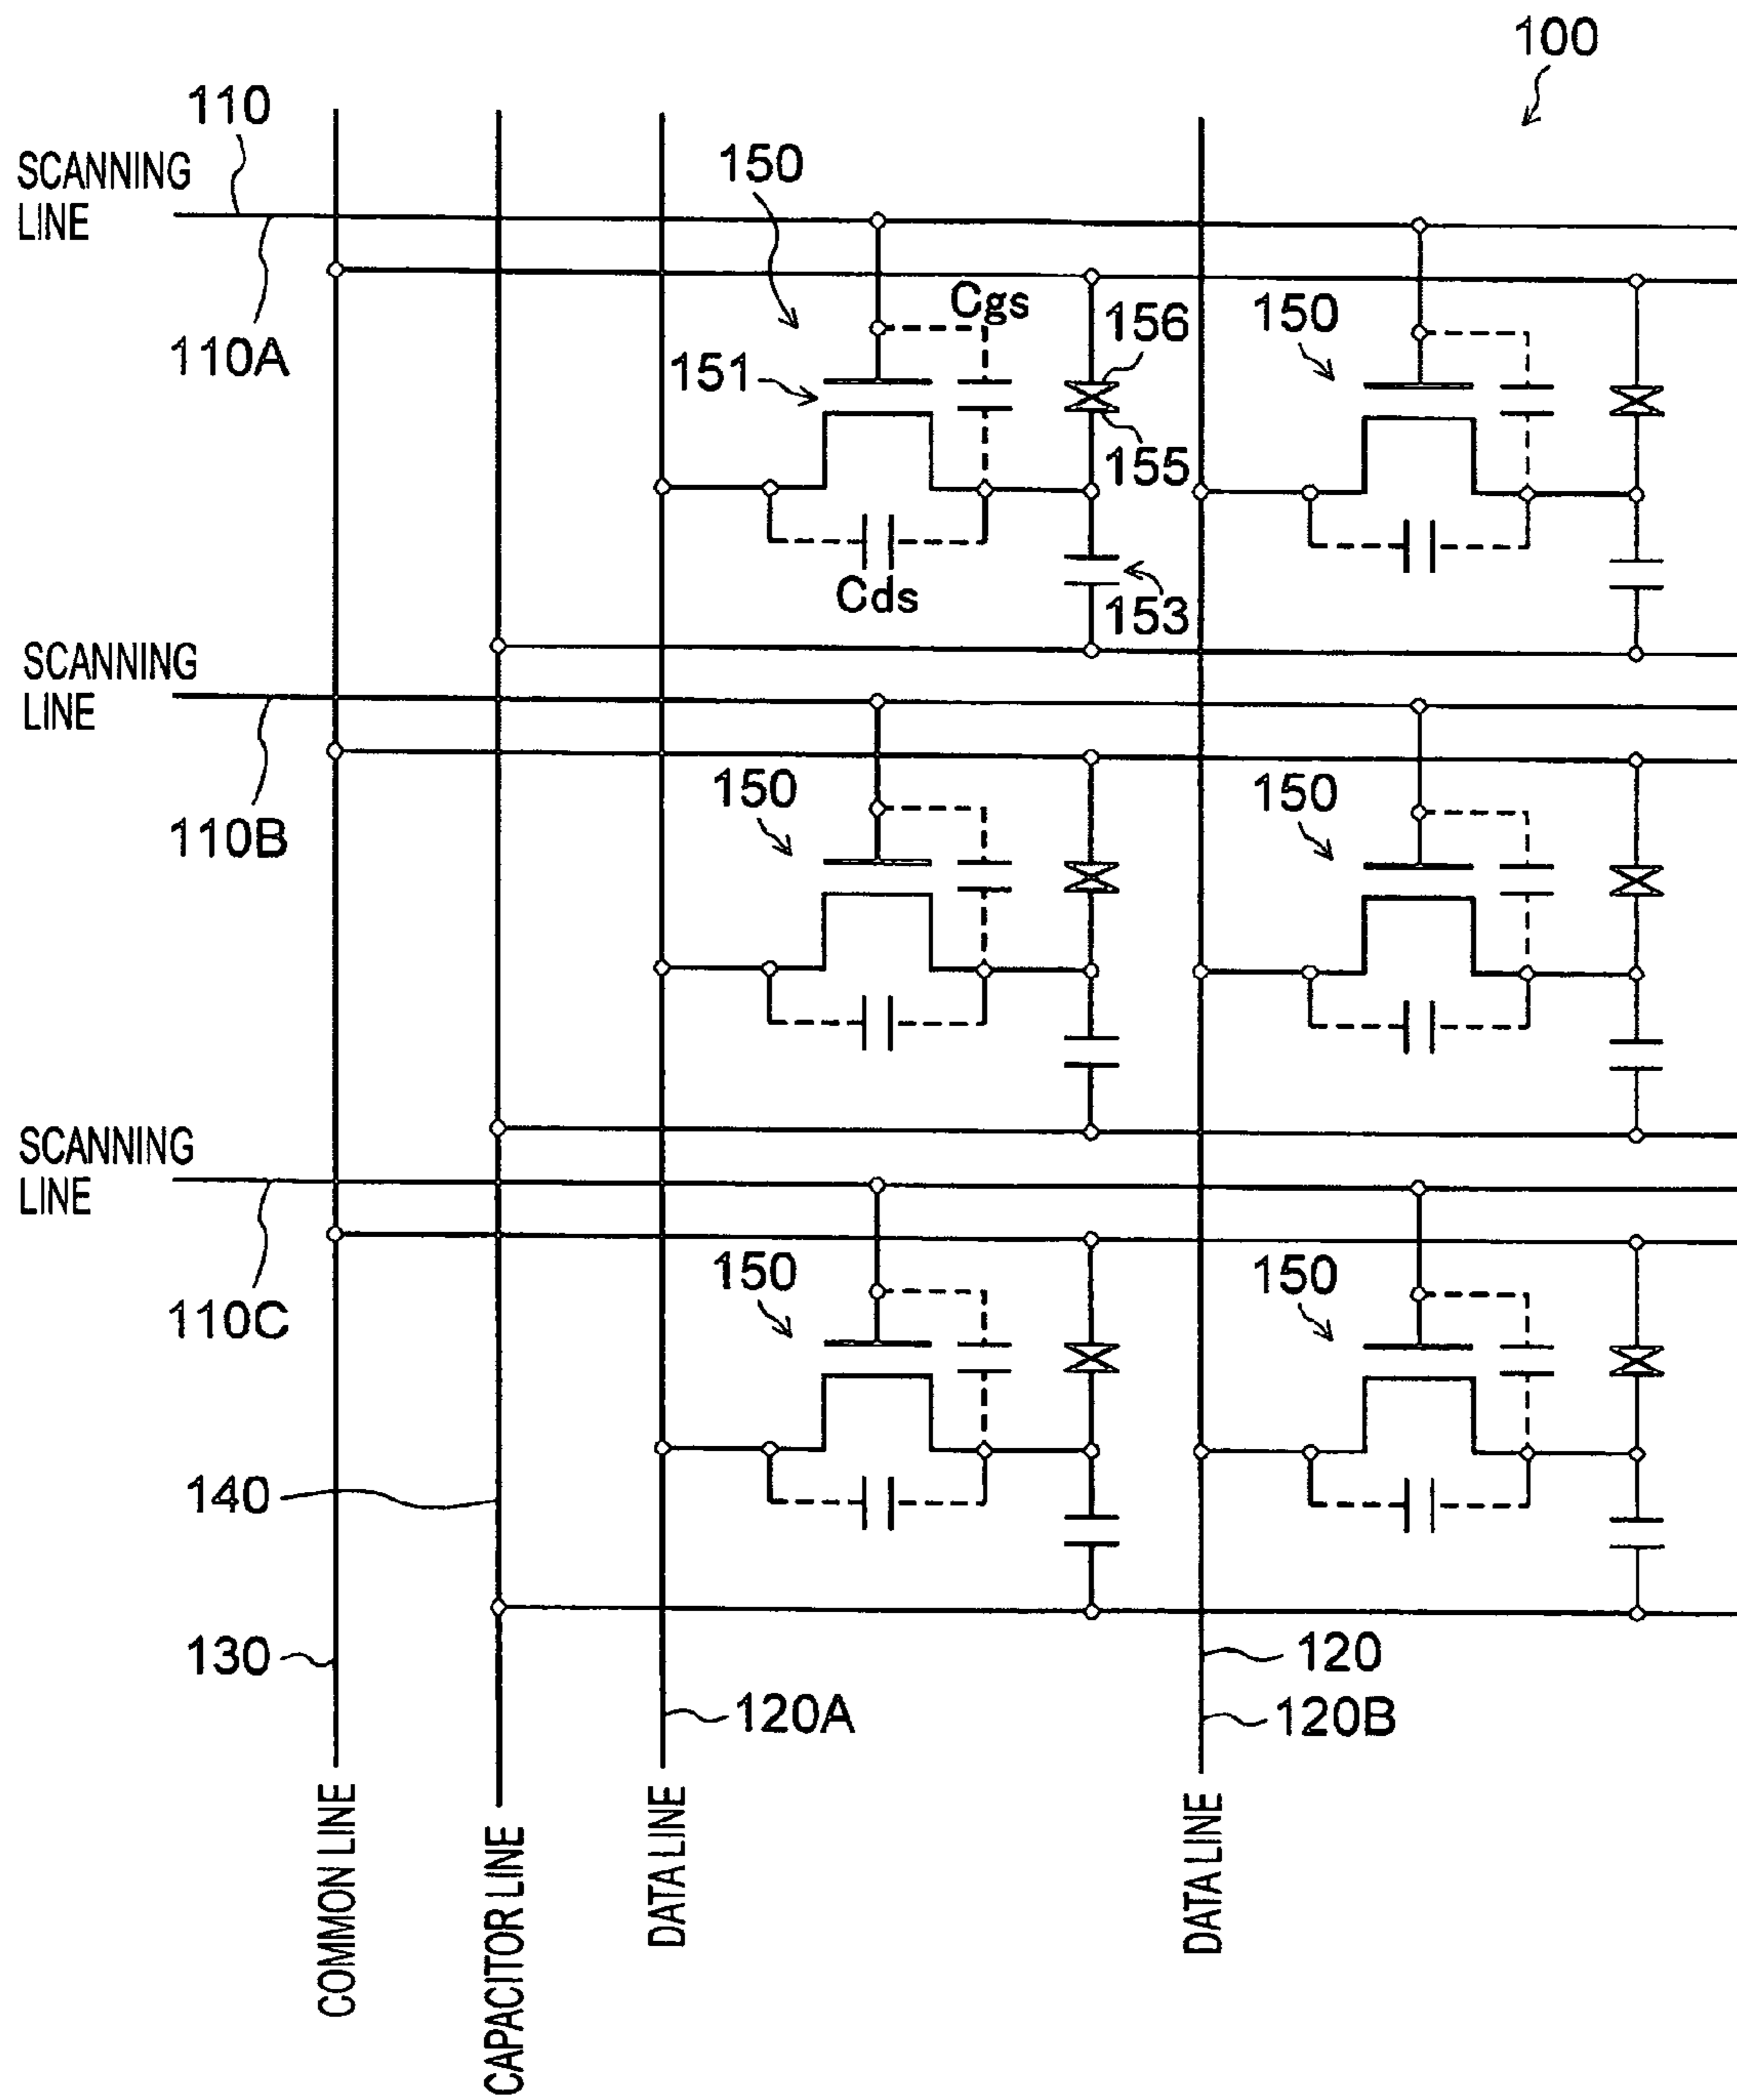 100
110
SCANNING
LINE
110A
150
Cgs
156
150
151
155
Cds
153
SCANNING
LINE
110B
150
150
SCANNING
LINE
110C
150
150
140
130
120
120A
120B
COMMON LINE
CAPACITOR LINE
DATA LINE
DATA LINE